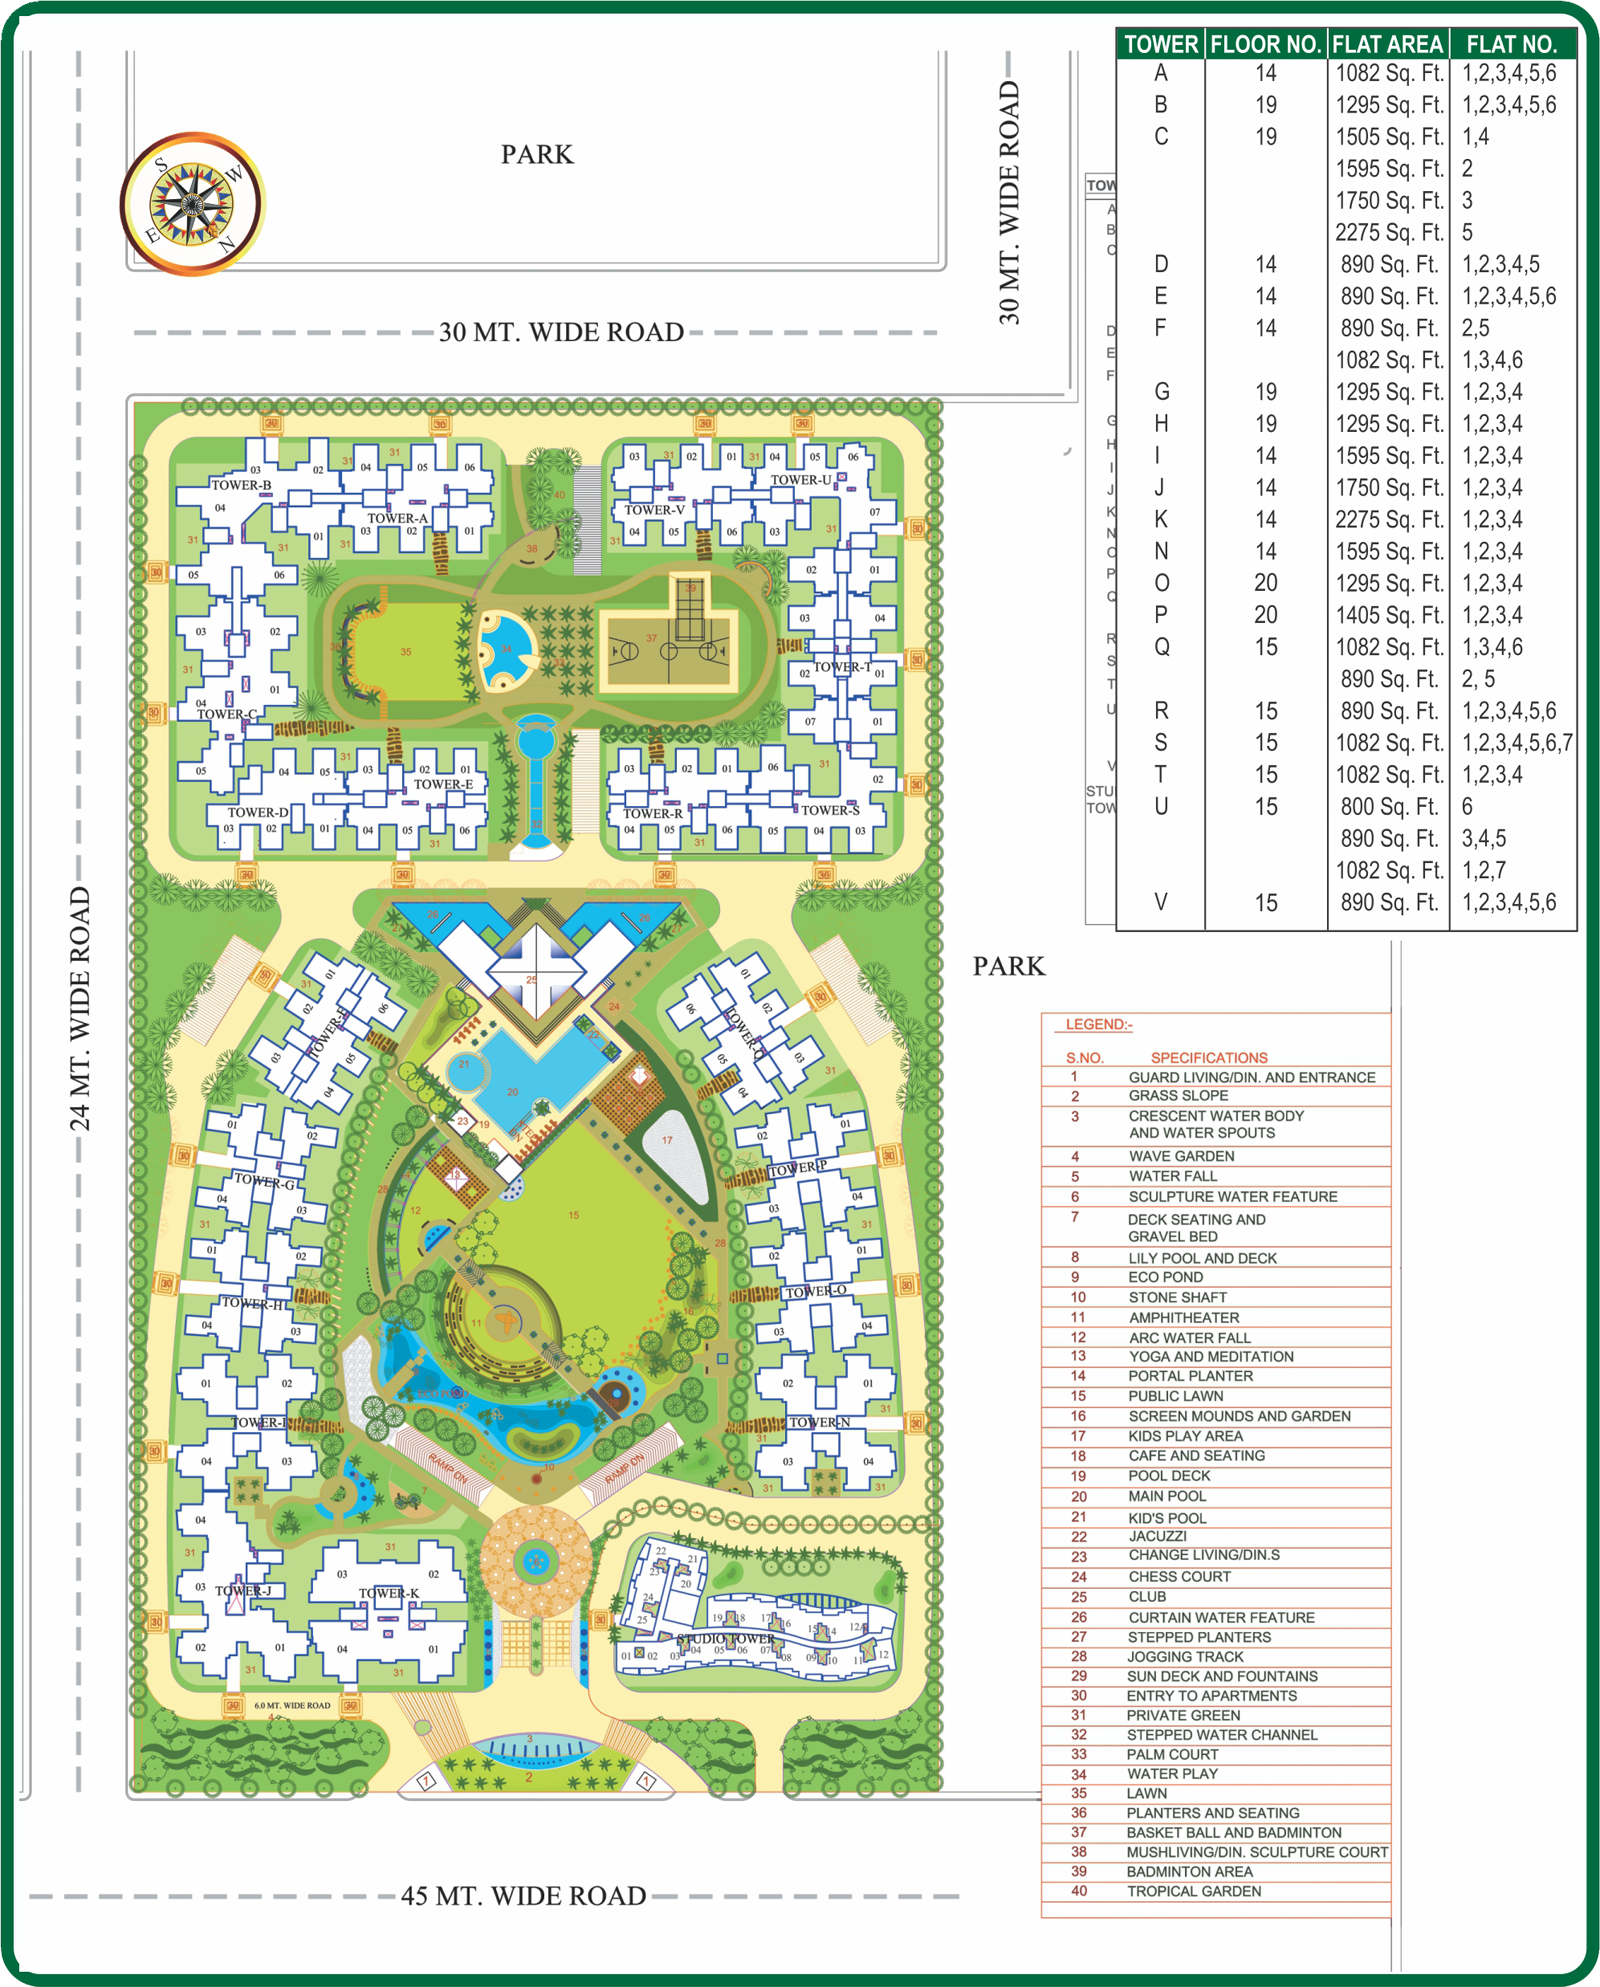 TOWER FLOOR NO. FLAT AREA FLAT NO.
A 14 1082 Sq. Ft. 1,2,3,4,5,6
B 19 1295 Sq. Ft. 1,2,3,4,5,6
C 19 1505 Sq. Ft. 1,4
1595 Sq. Ft. 2
1750 Sq. Ft. 3
2275 Sq. Ft. 5
D 14 890 Sq. Ft. 1,2,3,4,5
E 14 890 Sq. Ft. 1,2,3,4,5,6
F 14 890 Sq. Ft. 2,5
1082 Sq. Ft. 1,3,4,6
G 19 1295 Sq. Ft. 1,2,3,4
H 19 1295 Sq. Ft. 1,2,3,4
I 14 1595 Sq. Ft. 1,2,3,4
J 14 1750 Sq. Ft. 1,2,3,4
K 14 2275 Sq. Ft. 1,2,3,4
N 14 1595 Sq. Ft. 1,2,3,4
O 20 1295 Sq. Ft. 1,2,3,4
P 20 1405 Sq. Ft. 1,2,3,4
Q 15 1082 Sq. Ft. 1,3,4,6
890 Sq. Ft. 2, 5
R 15 890 Sq. Ft. 1,2,3,4,5,6
S 15 1082 Sq. Ft. 1,2,3,4,5,6,7
T 15 1082 Sq. Ft. 1,2,3,4
U 15 800 Sq. Ft. 6
890 Sq. Ft. 3,4,5
1082 Sq. Ft. 1,2,7
V 15 890 Sq. Ft. 1,2,3,4,5,6
PARK
S W
E N
30 MT. WIDE ROAD
30 MT. WIDE ROAD
24 MT. WIDE ROAD
TOWER-B
TOWER-A
TOWER-V
TOWER-U
TOWER-T
TOWER-C
TOWER-D
TOWER-E
TOWER-R
TOWER-S
PARK
TOWER-G
TOWER-P
TOWER-H
TOWER-O
TOWER-I
TOWER-N
RAMP DN
RAMP DN
TOWER-J
TOWER-K
STUDIO TOWER
6.0 MT. WIDE ROAD
45 MT. WIDE ROAD
LEGEND:-
S.NO. SPECIFICATIONS
1 GUARD LIVING/DIN. AND ENTRANCE
2 GRASS SLOPE
3 CRESCENT WATER BODY
AND WATER SPOUTS
4 WAVE GARDEN
5 WATER FALL
6 SCULPTURE WATER FEATURE
7 DECK SEATING AND
GRAVEL BED
8 LILY POOL AND DECK
9 ECO POND
10 STONE SHAFT
11 AMPHITHEATER
12 ARC WATER FALL
13 YOGA AND MEDITATION
14 PORTAL PLANTER
15 PUBLIC LAWN
16 SCREEN MOUNDS AND GARDEN
17 KIDS PLAY AREA
18 CAFE AND SEATING
19 POOL DECK
20 MAIN POOL
21 KID'S POOL
22 JACUZZI
23 CHANGE LIVING/DIN.S
24 CHESS COURT
25 CLUB
26 CURTAIN WATER FEATURE
27 STEPPED PLANTERS
28 JOGGING TRACK
29 SUN DECK AND FOUNTAINS
30 ENTRY TO APARTMENTS
31 PRIVATE GREEN
32 STEPPED WATER CHANNEL
33 PALM COURT
34 WATER PLAY
35 LAWN
36 PLANTERS AND SEATING
37 BASKET BALL AND BADMINTON
38 MUSHLIVING/DIN. SCULPTURE COURT
39 BADMINTON AREA
40 TROPICAL GARDEN